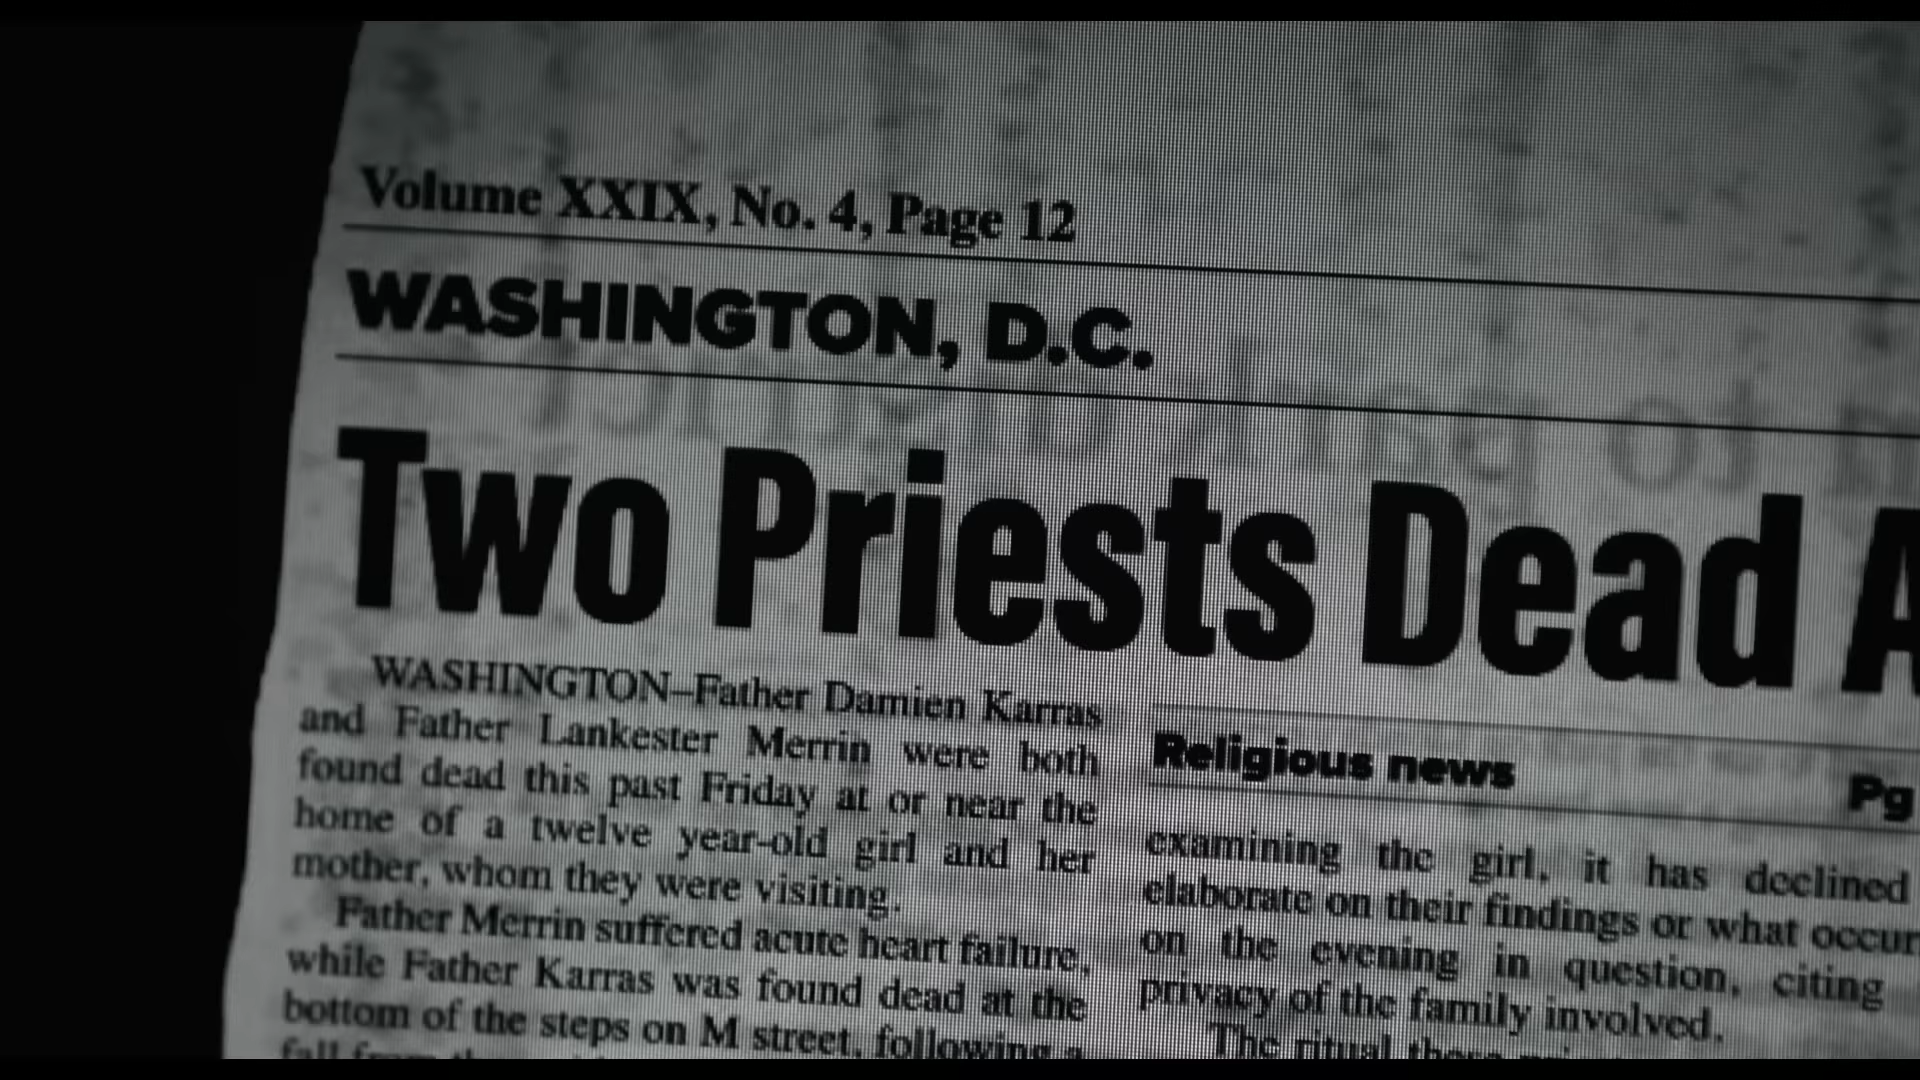 Volume XXIX, No. 4, Page 12
WASHINGTON, D.C.
Two Priests Dead
WASHINGTON–Father Damien Karras
and Father Lankester Merrin were both
found dead this past Friday at or near the
home of a twelve year-old girl and her
mother, whom they were visiting.
Father Merrin suffered acute heart failure,
while Father Karras was found dead at the
bottom of the steps on M street, following a
fall from
Religious news Pg
examining the girl, it has declined
elaborate on their findings or what
on the evening in question, citing
privacy of the family involved.
The ritual